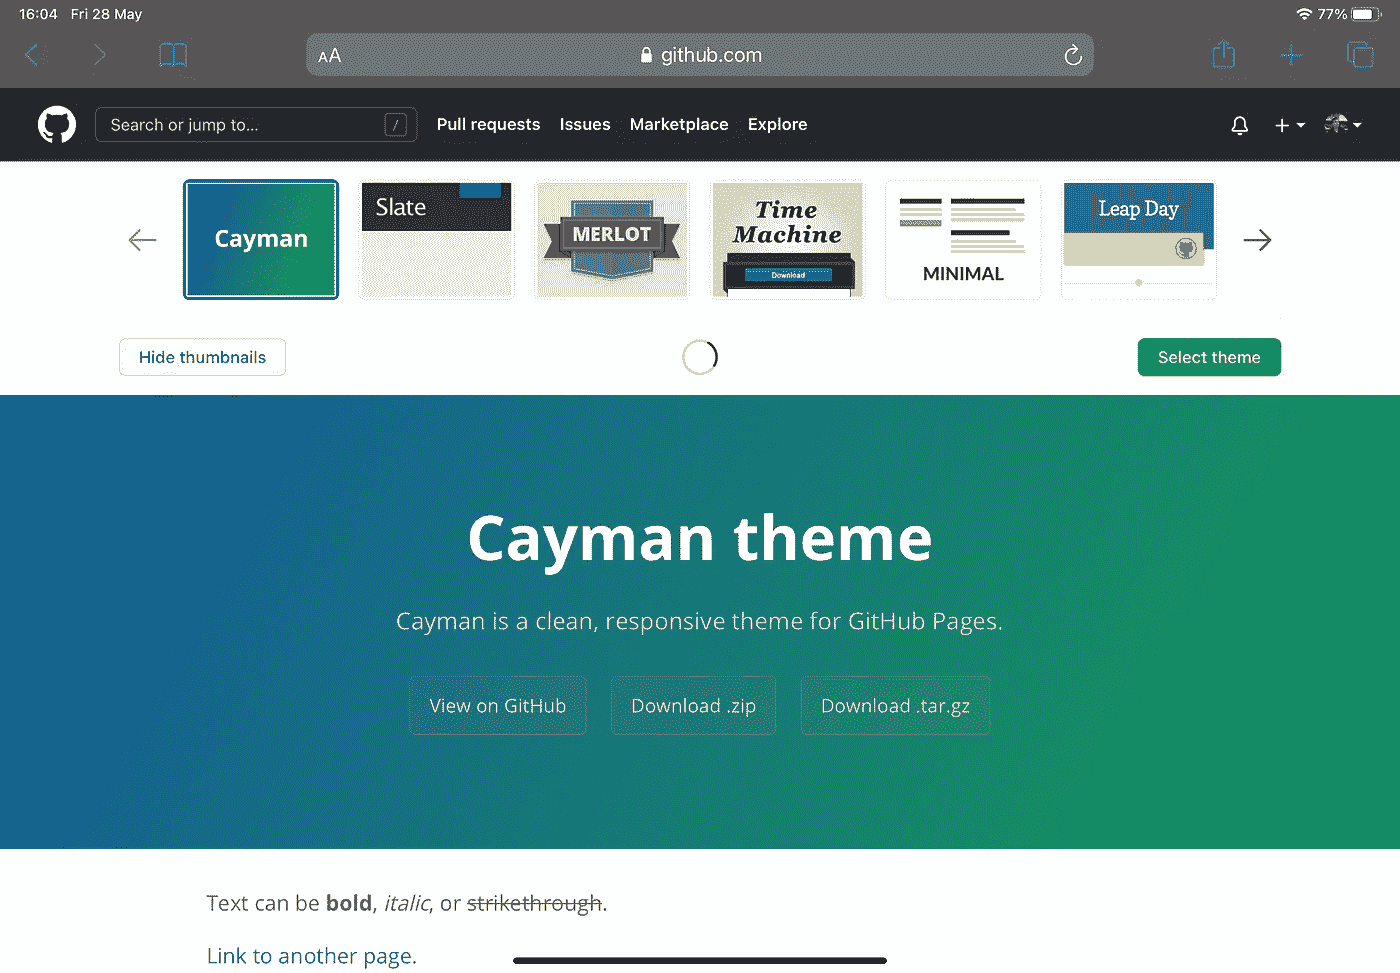 16:04 Fri 28 May 77%
AA github.com
Search or jump to... / Pull requests Issues Marketplace Explore
Cayman
Slate
MERLOT
Time
Machine
Download
MINIMAL
Leap Day
Hide thumbnails Select theme
Cayman theme
Cayman is a clean, responsive theme for GitHub Pages.
View on GitHub Download .zip Download .tar.gz
Text can be bold, italic, or strikethrough.
Link to another page.